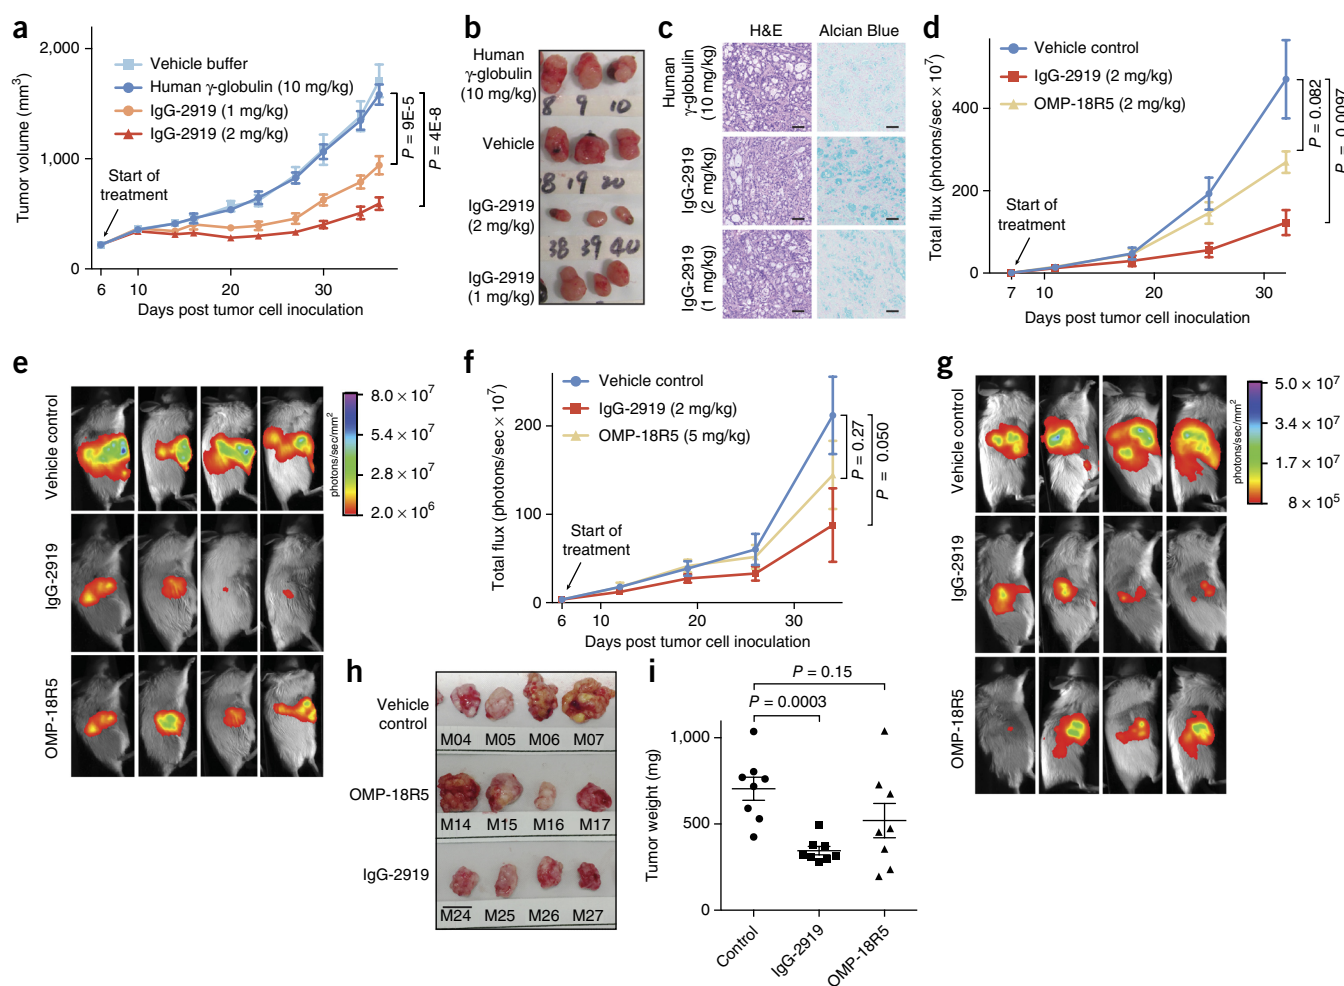 a
2,000
1,000
0
Tumor volume (mm³)
Vehicle buffer
Human γ-globulin (10 mg/kg)
IgG-2919 (1 mg/kg)
IgG-2919 (2 mg/kg)
Start of
treatment
P = 9E-5
P = 4E-8
6 10 20 30
Days post tumor cell inoculation
b
Human
γ-globulin
(10 mg/kg)
8 9 10
Vehicle
8 19 20
IgG-2919
(2 mg/kg)
38 39 40
IgG-2919
(1 mg/kg)
c
H&E Alcian Blue
Human
γ-globulin
(10 mg/kg)
IgG-2919
(2 mg/kg)
IgG-2919
(1 mg/kg)
d
400
200
0
Total flux (photons/sec × 10⁷)
Vehicle control
IgG-2919 (2 mg/kg)
OMP-18R5 (2 mg/kg)
Start of
treatment
P = 0.082
P = 0.0097
7 10 20 30
Days post tumor cell inoculation
e
Vehicle control
IgG-2919
OMP-18R5
photons/sec/mm²
8.0 × 10⁷
5.4 × 10⁷
2.8 × 10⁷
2.0 × 10⁶
f
200
100
0
Total flux (photons/sec × 10⁷)
Vehicle control
IgG-2919 (2 mg/kg)
OMP-18R5 (5 mg/kg)
Start of
treatment
P = 0.27
P = 0.050
6 10 20 30
Days post tumor cell inoculation
g
Vehicle control
IgG-2919
OMP-18R5
photons/sec/mm²
5.0 × 10⁷
3.4 × 10⁷
1.7 × 10⁷
8 × 10⁵
h
Vehicle
control
M04 M05 M06 M07
OMP-18R5
M14 M15 M16 M17
IgG-2919
M24 M25 M26 M27
i
P = 0.15
P = 0.0003
1,000
500
0
Tumor weight (mg)
Control
IgG-2919
OMP-18R5